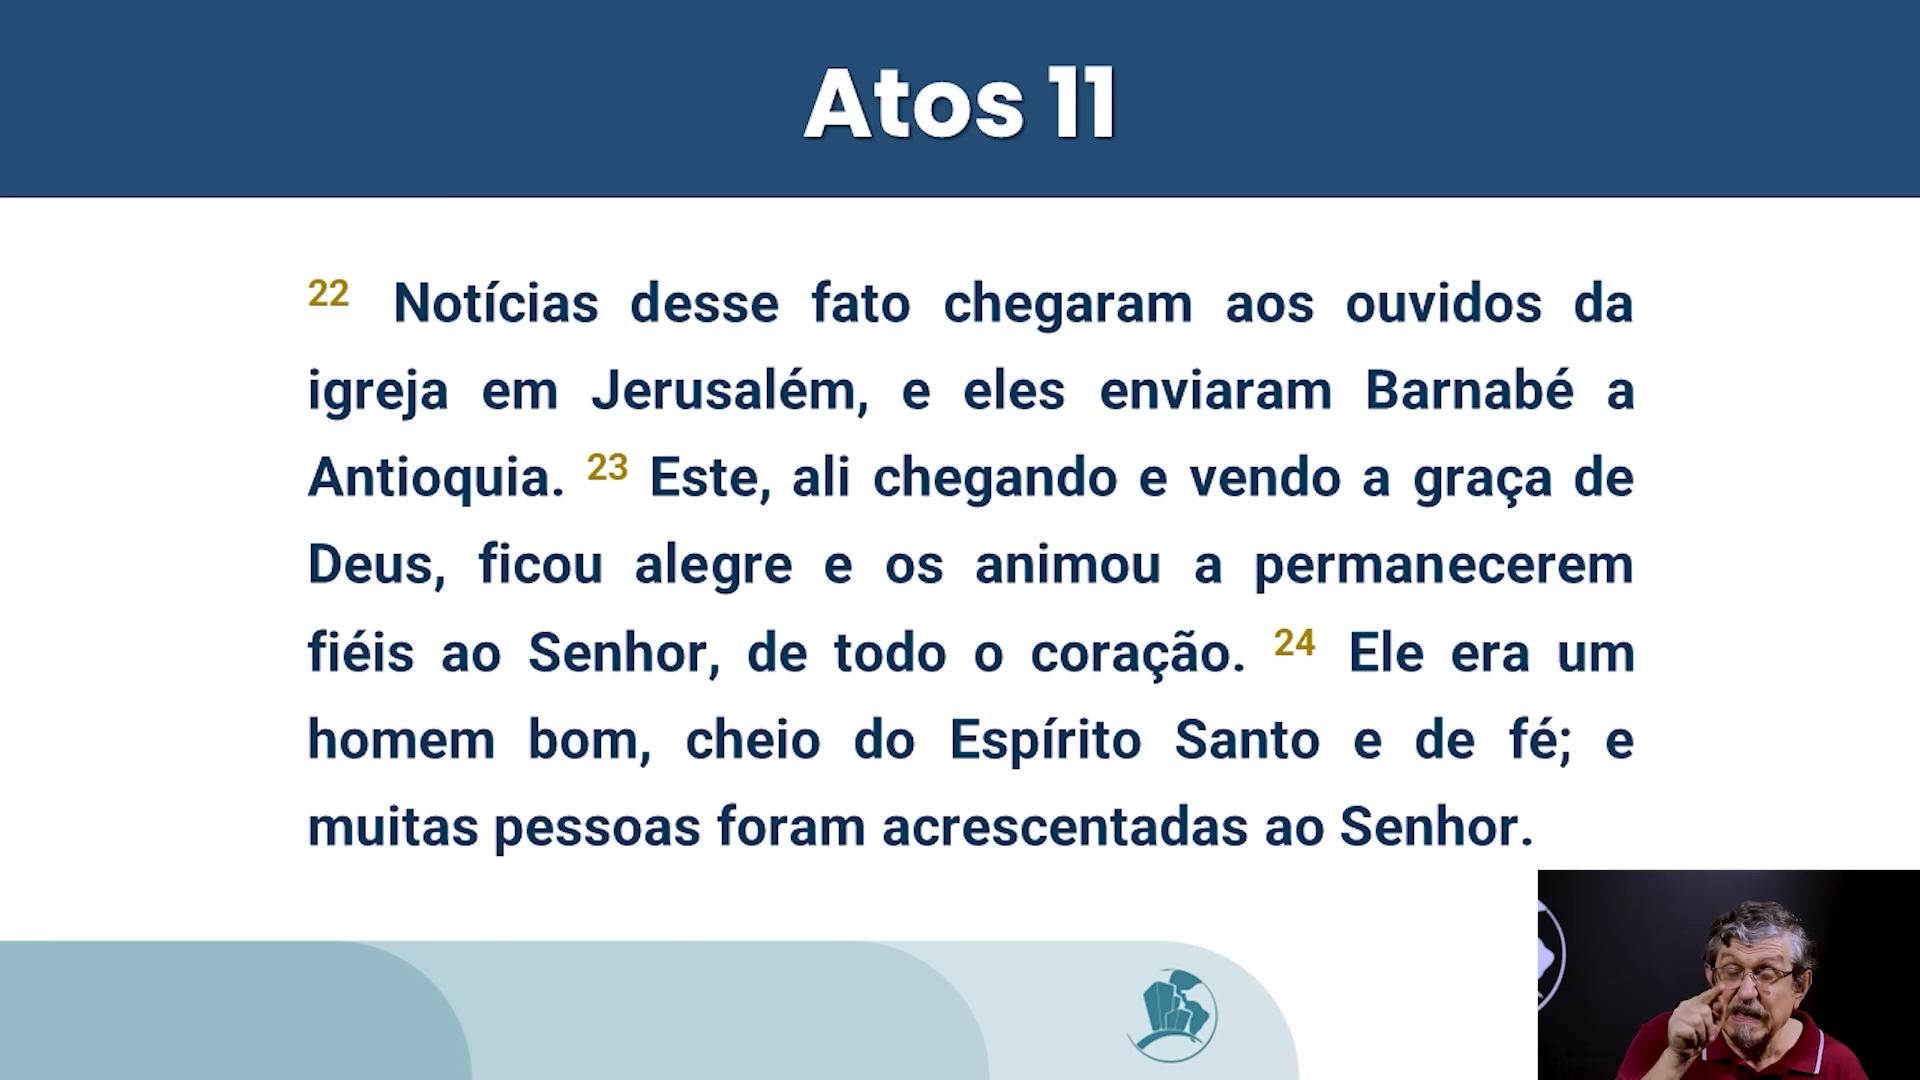 Atos 11
22 Notícias desse fato chegaram aos ouvidos da
igreja em Jerusalém, e eles enviaram Barnabé a
Antioquia. 23 Este, ali chegando e vendo a graça de
Deus, ficou alegre e os animou a permanecerem
fiéis ao Senhor, de todo o coração. 24 Ele era um
homem bom, cheio do Espírito Santo e de fé; e
muitas pessoas foram acrescentadas ao Senhor.